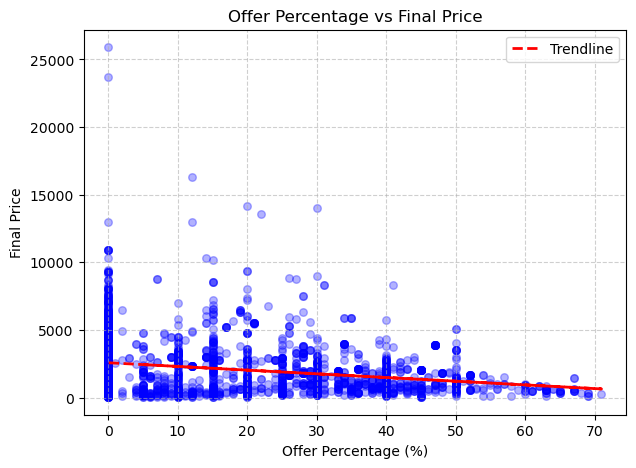 Offer Percentage vs Final Price
Trendline
25000
20000
15000
10000
5000
0
Final Price
0 10 20 30 40 50 60 70
Offer Percentage (%)